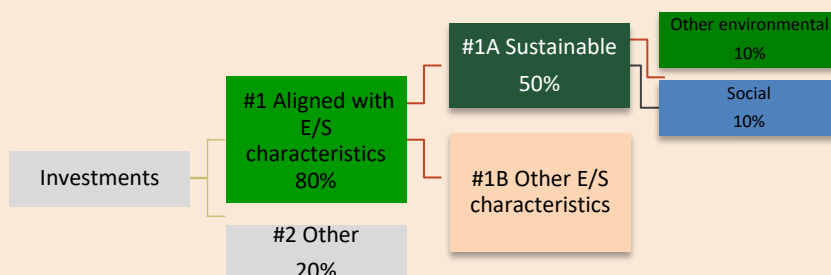 Investments
#1 Aligned with
E/S
characteristics
80%
#2 Other
20%
#1A Sustainable
50%
#1B Other E/S
characteristics
Other environmental
10%
Social
10%